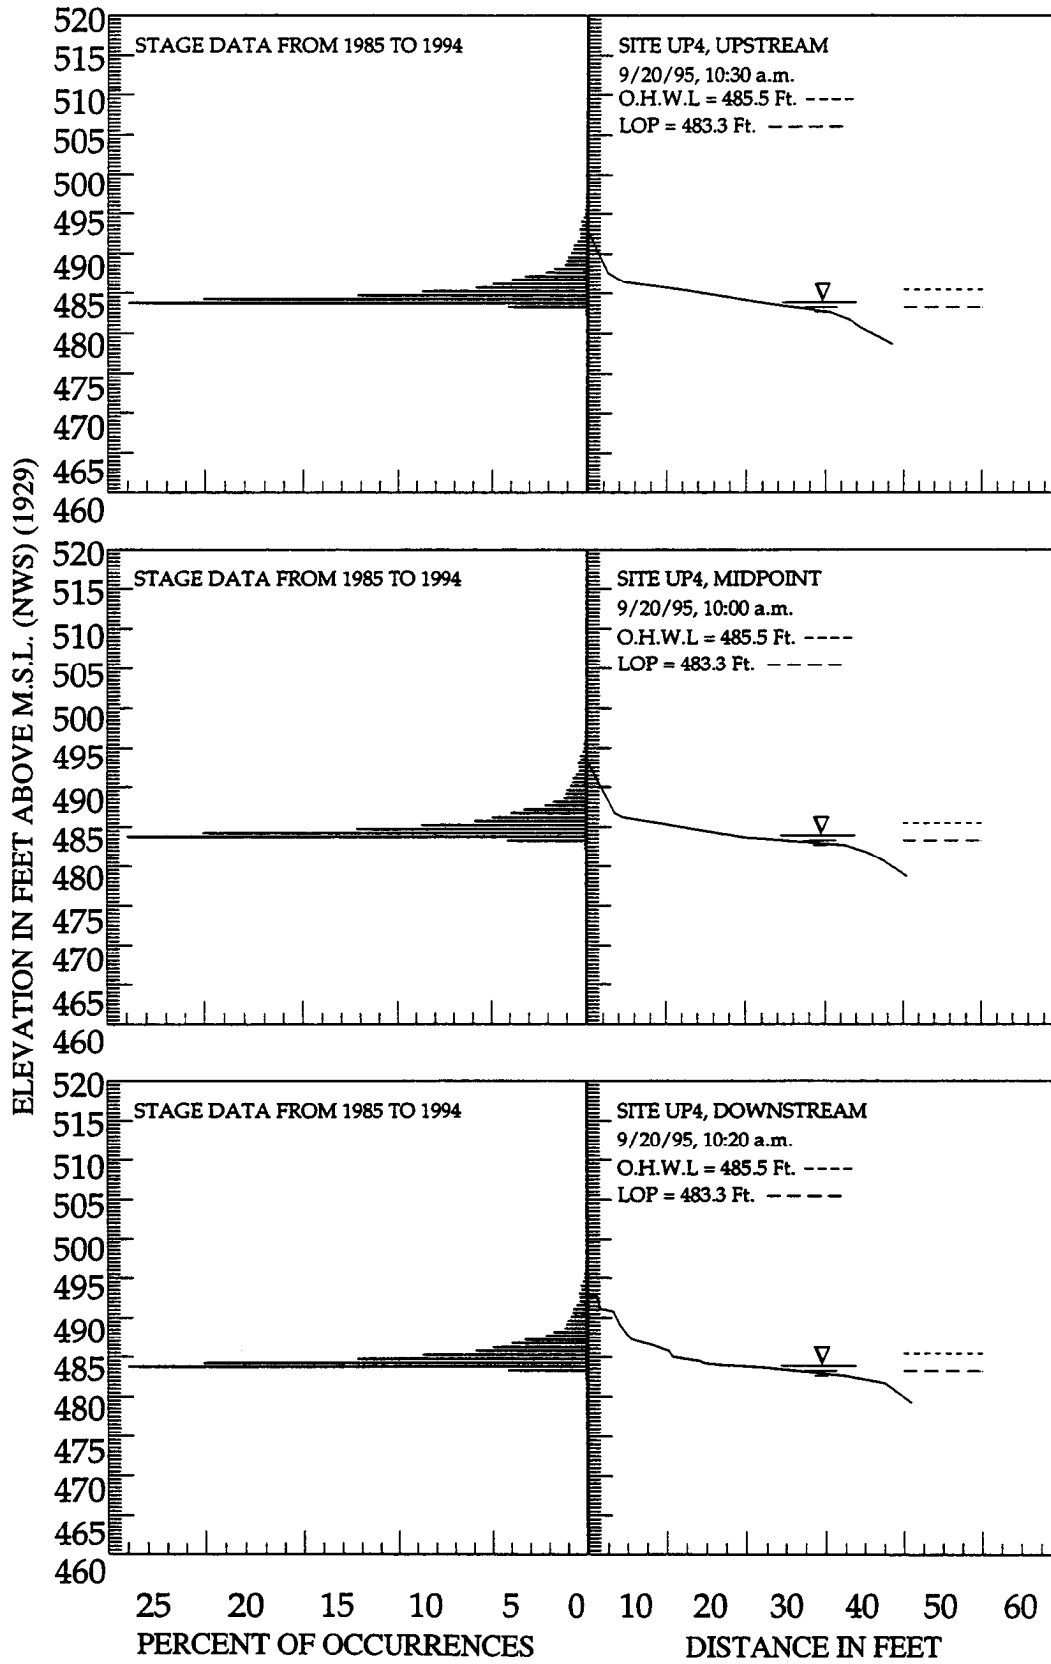 ELEVATION IN FEET ABOVE M.S.L. (NWS) (1929)
520
515
510
505
500
495
490
485
480
475
470
465
460
STAGE DATA FROM 1985 TO 1994
SITE UP4, UPSTREAM
9/20/95, 10:30 a.m.
O.H.W.L = 485.5 Ft. ----
LOP = 483.3 Ft. ----
520
515
510
505
500
495
490
485
480
475
470
465
460
STAGE DATA FROM 1985 TO 1994
SITE UP4, MIDPOINT
9/20/95, 10:00 a.m.
O.H.W.L = 485.5 Ft. ----
LOP = 483.3 Ft. ----
520
515
510
505
500
495
490
485
480
475
470
465
460
STAGE DATA FROM 1985 TO 1994
SITE UP4, DOWNSTREAM
9/20/95, 10:20 a.m.
O.H.W.L = 485.5 Ft. ----
LOP = 483.3 Ft. ----
25 20 10 5 0 10 20 30 40 50 60
PERCENT OF OCCURRENCES
DISTANCE IN FEET